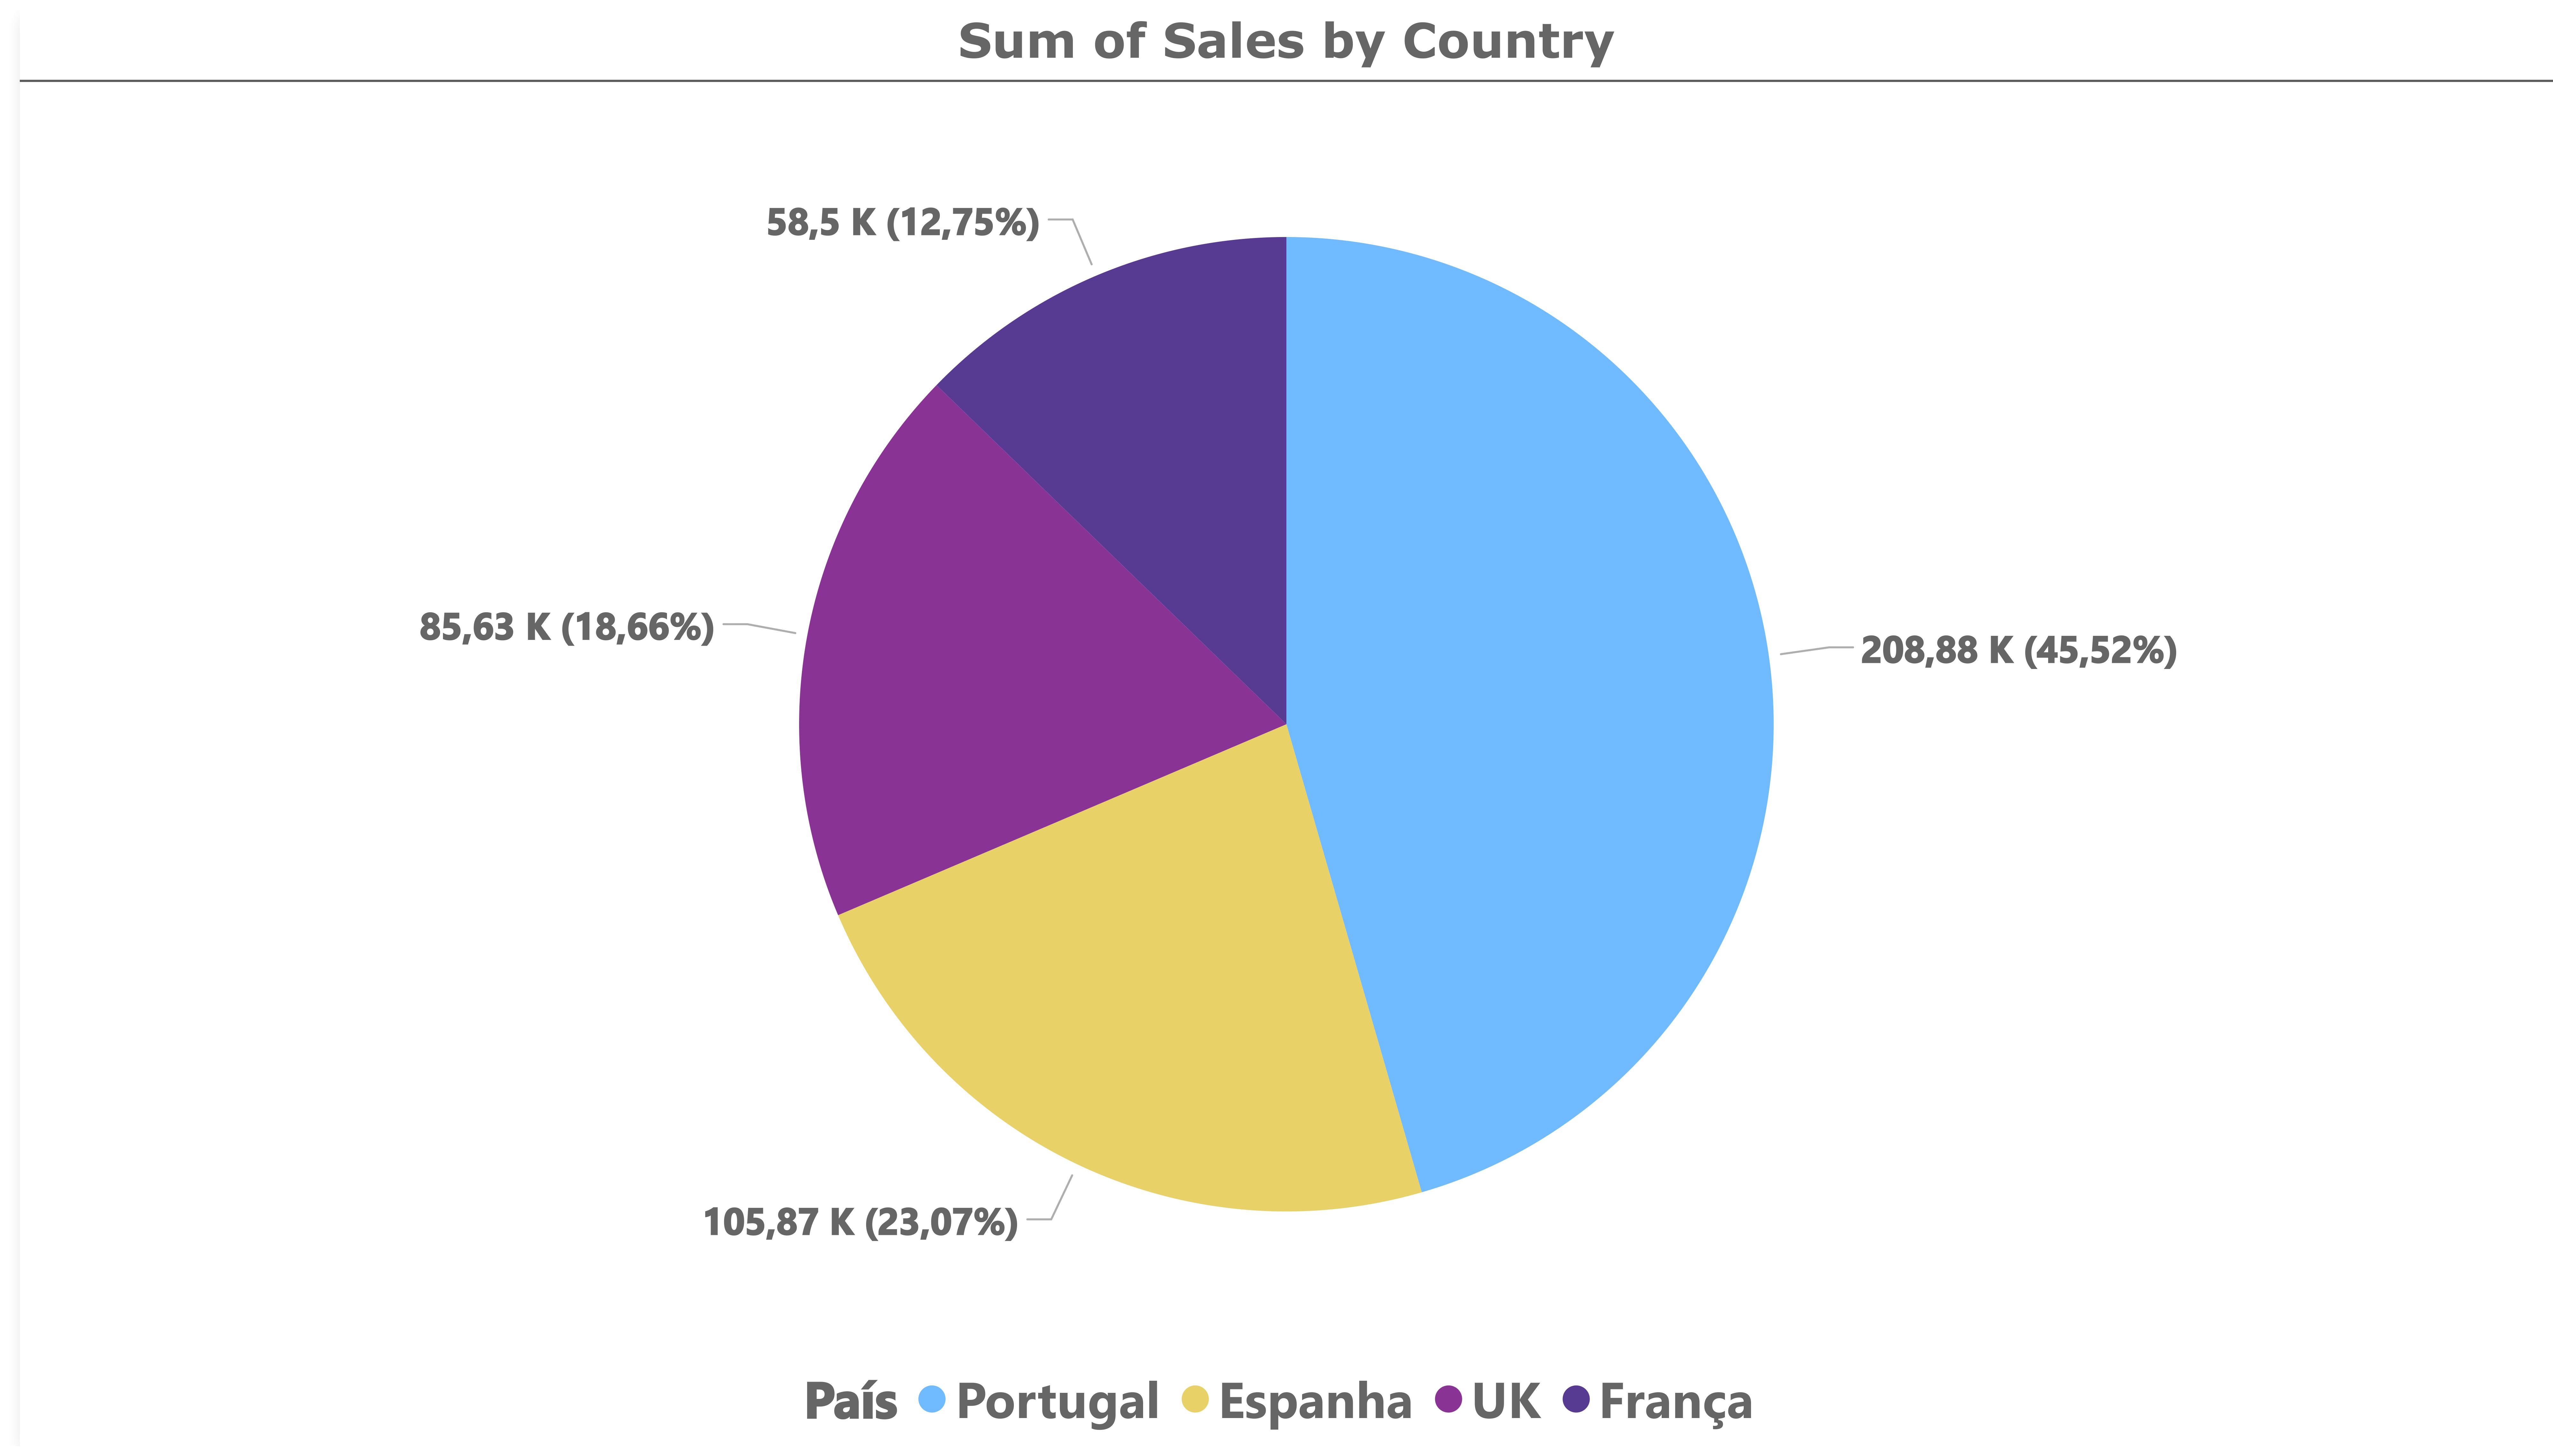 Sum of Sales by Country
58,5 K (12,75%)
85,63 K (18,66%)
208,88 K (45,52%)
105,87 K (23,07%)
País Portugal Espanha UK França